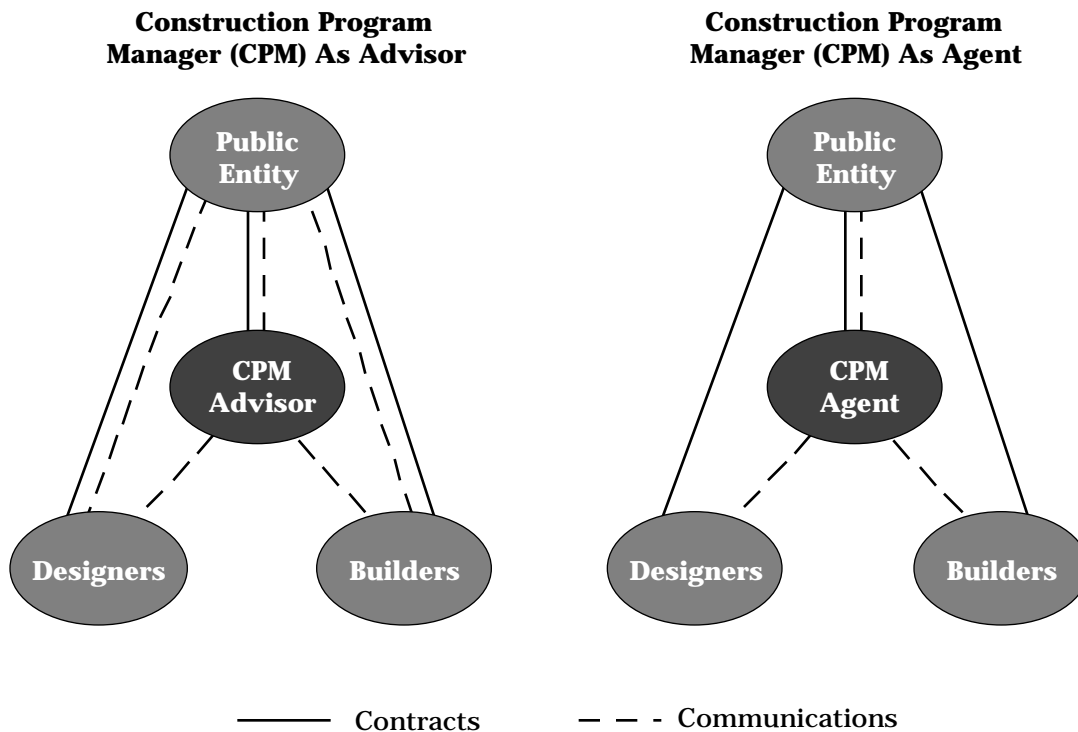 Construction Program
Manager (CPM) As Advisor
Public
Entity
CPM
Advisor
Designers
Builders
Construction Program
Manager (CPM) As Agent
Public
Entity
CPM
Agent
Designers
Builders
Contracts
Communications